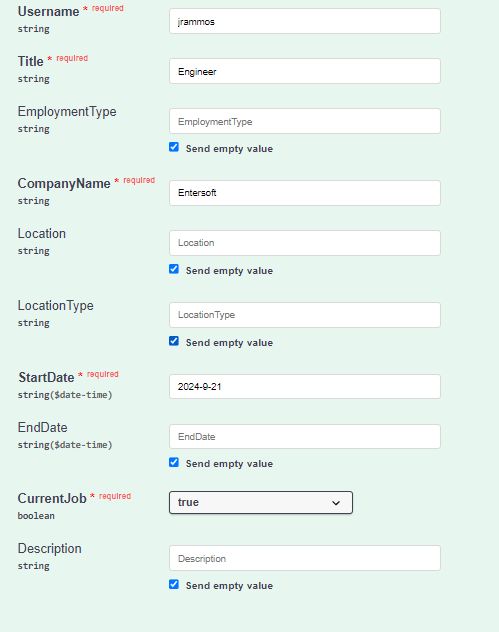 Username * required
string
jrammos
Title * required
string
Engineer
EmploymentType
string
EmploymentType
Send empty value
CompanyName * required
string
Entersoft
Location
string
Location
Send empty value
LocationType
string
LocationType
Send empty value
StartDate * required
string($date-time)
2024-9-21
EndDate
string($date-time)
EndDate
Send empty value
CurrentJob * required
boolean
true
Description
string
Description
Send empty value